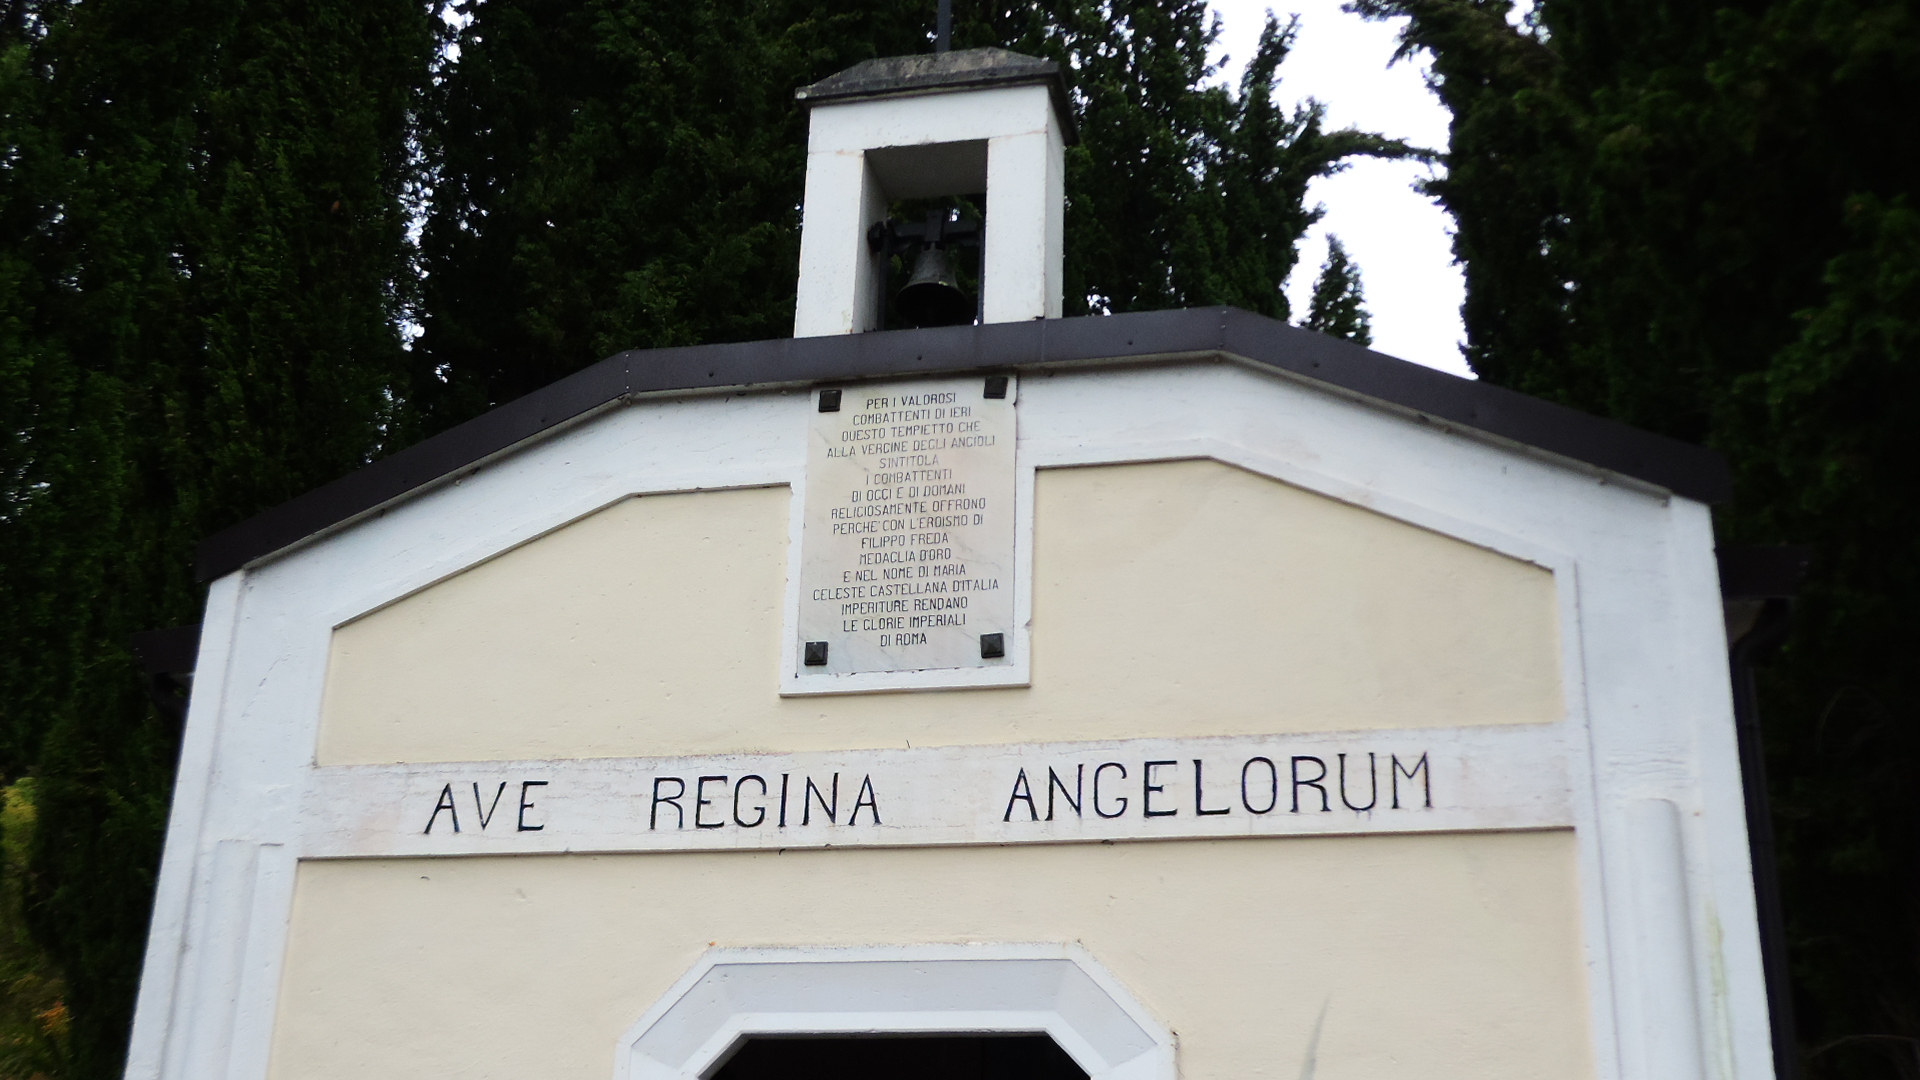 PER I VALOROSI
COMBATTENTI DI IERI
QUESTO TEMPIETTO CHE
ALLA VERGINE DEGLI ANGIOLI
SINTITOLA
I COMBATTENTI
DI OGGI E DI DOMANI
RELIGIOSAMENTE OFFRONO
PERCHE' CON L'EROISMO DI
FILIPPO FREDA
MEDAGLIA D'ORO
E NEL NOME DI MARIA
CELESTE CASTELLANA D'ITALIA
IMPERITURE RENDANO
LE GLORIE IMPERIALI
DI ROMA
AVE REGINA ANGELORUM